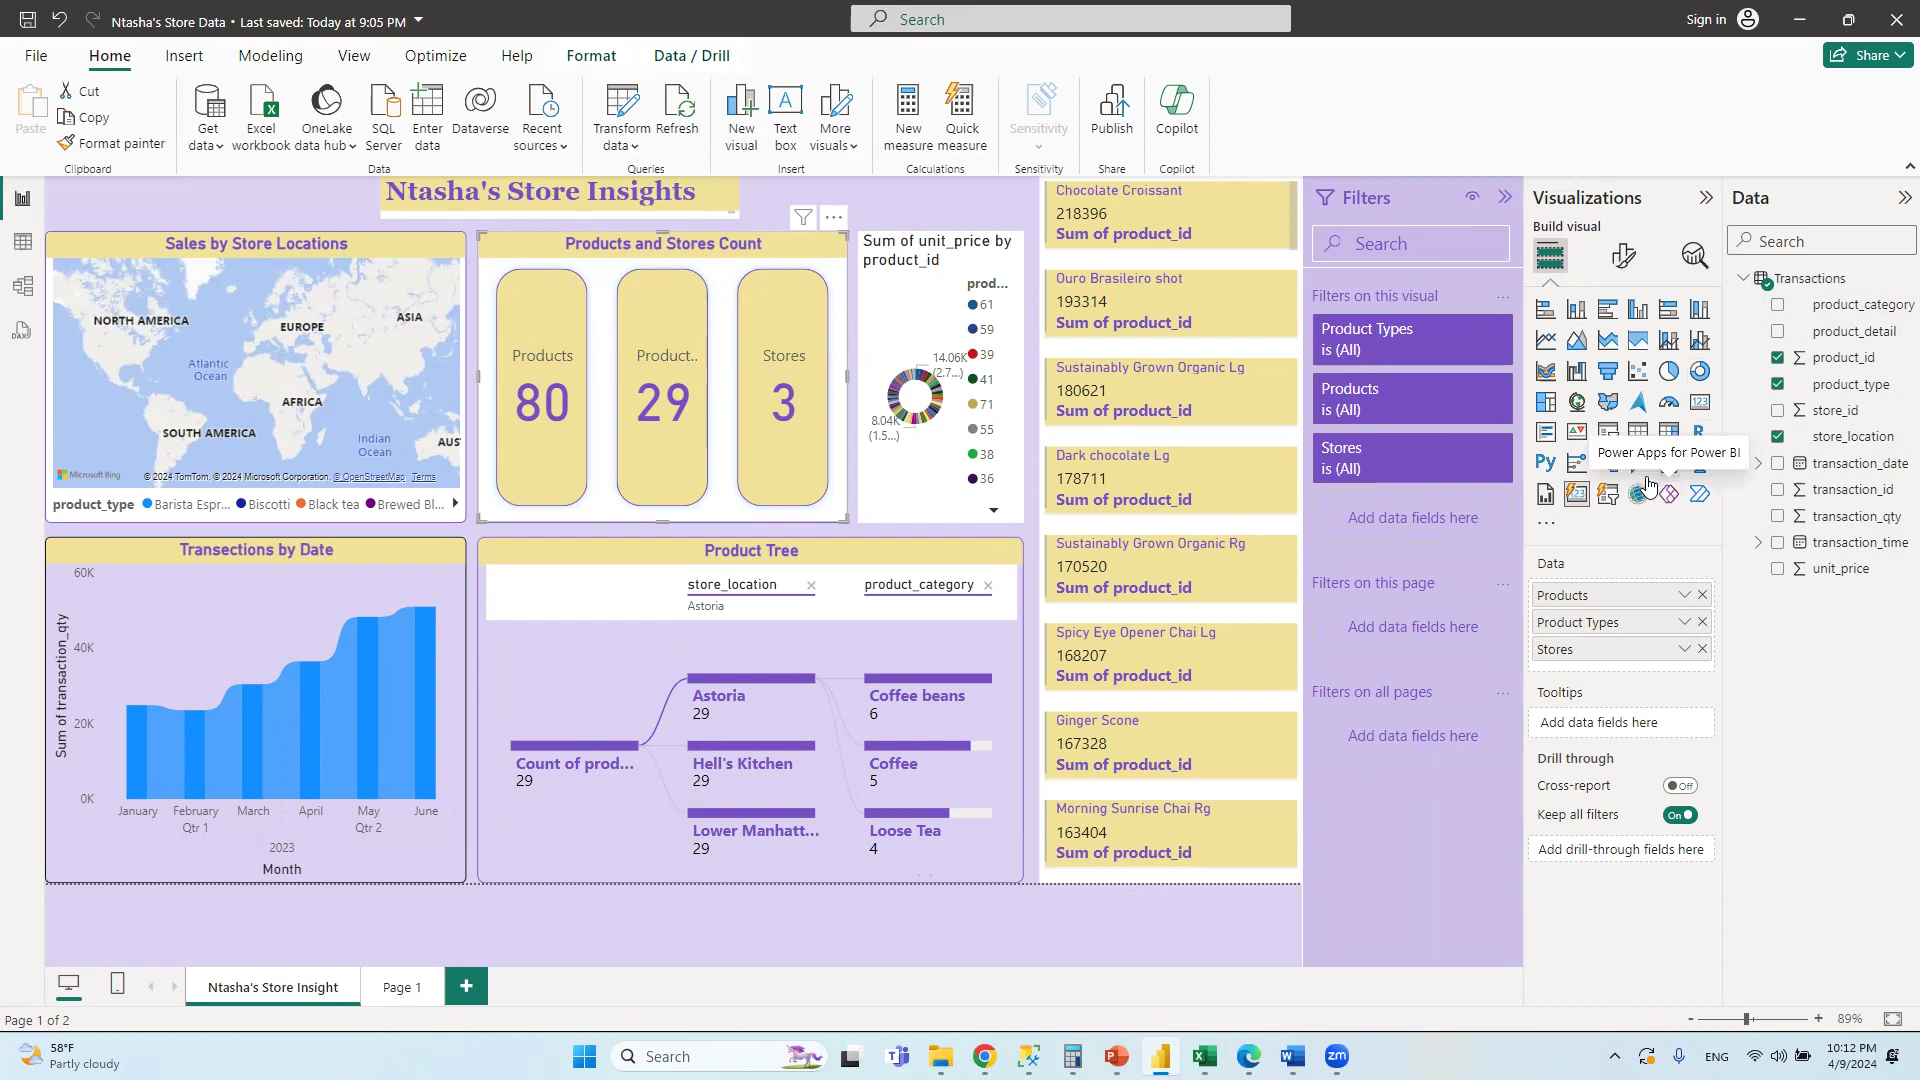 Ntasha's Store Data • Last saved: Today at 9:05 PM
Search
Sign in
File
Home
Insert
Modeling
View
Optimize
Help
Format
Data / Drill
Share
Paste
Cut
Copy
Format painter
Clipboard
Get data
Excel workbook
OneLake data hub
SQL Server
Enter data
Dataverse
Recent sources
Data
Transform data
Refresh
Queries
New visual
Text box
More visuals
Insert
New measure
Quick measure
Calculations
Sensitivity
Sensitivity
Publish
Share
Copilot
Copilot
Ntasha's Store Insights
Sales by Store Locations
NORTH AMERICA
EUROPE
ASIA
Atlantic
Ocean
AFRICA
SOUTH AMERICA
Indian
Ocean
AUS
Microsoft Bing
© 2024 TomTom, © 2024 Microsoft Corporation, © OpenStreetMap Terms
product_type
Barista Espr...
Biscotti
Black tea
Brewed Bl...
Products and Stores Count
Products
80
Product..
29
Stores
3
Sum of unit_price by
product_id
prod...
61
59
39
41
71
55
38
36
14.06K
(2.7...)
8.04K
(1.5...)
Transections by Date
Sum of transaction_qty
60K
40K
20K
0K
January
February
March
April
May
June
Qtr 1
Qtr 2
2023
Month
Product Tree
store_location
Astoria
product_category
Count of prod...
29
Astoria
29
Hell's Kitchen
29
Lower Manhatt...
29
Coffee beans
6
Coffee
5
Loose Tea
4
Chocolate Croissant
218396
Sum of product_id
Ouro Brasileiro shot
193314
Sum of product_id
Sustainably Grown Organic Lg
180621
Sum of product_id
Dark chocolate Lg
178711
Sum of product_id
Sustainably Grown Organic Rg
170520
Sum of product_id
Spicy Eye Opener Chai Lg
168207
Sum of product_id
Ginger Scone
167328
Sum of product_id
Morning Sunrise Chai Rg
163404
Sum of product_id
Filters
Search
Filters on this visual
Product Types
is (All)
Products
is (All)
Stores
is (All)
Add data fields here
Filters on this page
Add data fields here
Filters on all pages
Add data fields here
Visualizations
Build visual
123
R
Py
123
Power Apps for Power BI
Data
Products
Product Types
Stores
Tooltips
Add data fields here
Drill through
Cross-report
Off
Keep all filters
On
Add drill-through fields here
Data
Search
Transactions
product_category
product_detail
product_id
product_type
store_id
store_location
transaction_date
transaction_id
transaction_qty
transaction_time
unit_price
DAX
Ntasha's Store Insight
Page 1
Page 1 of 2
89%
58°F
Partly cloudy
Search
ENG
10:12 PM
4/9/2024